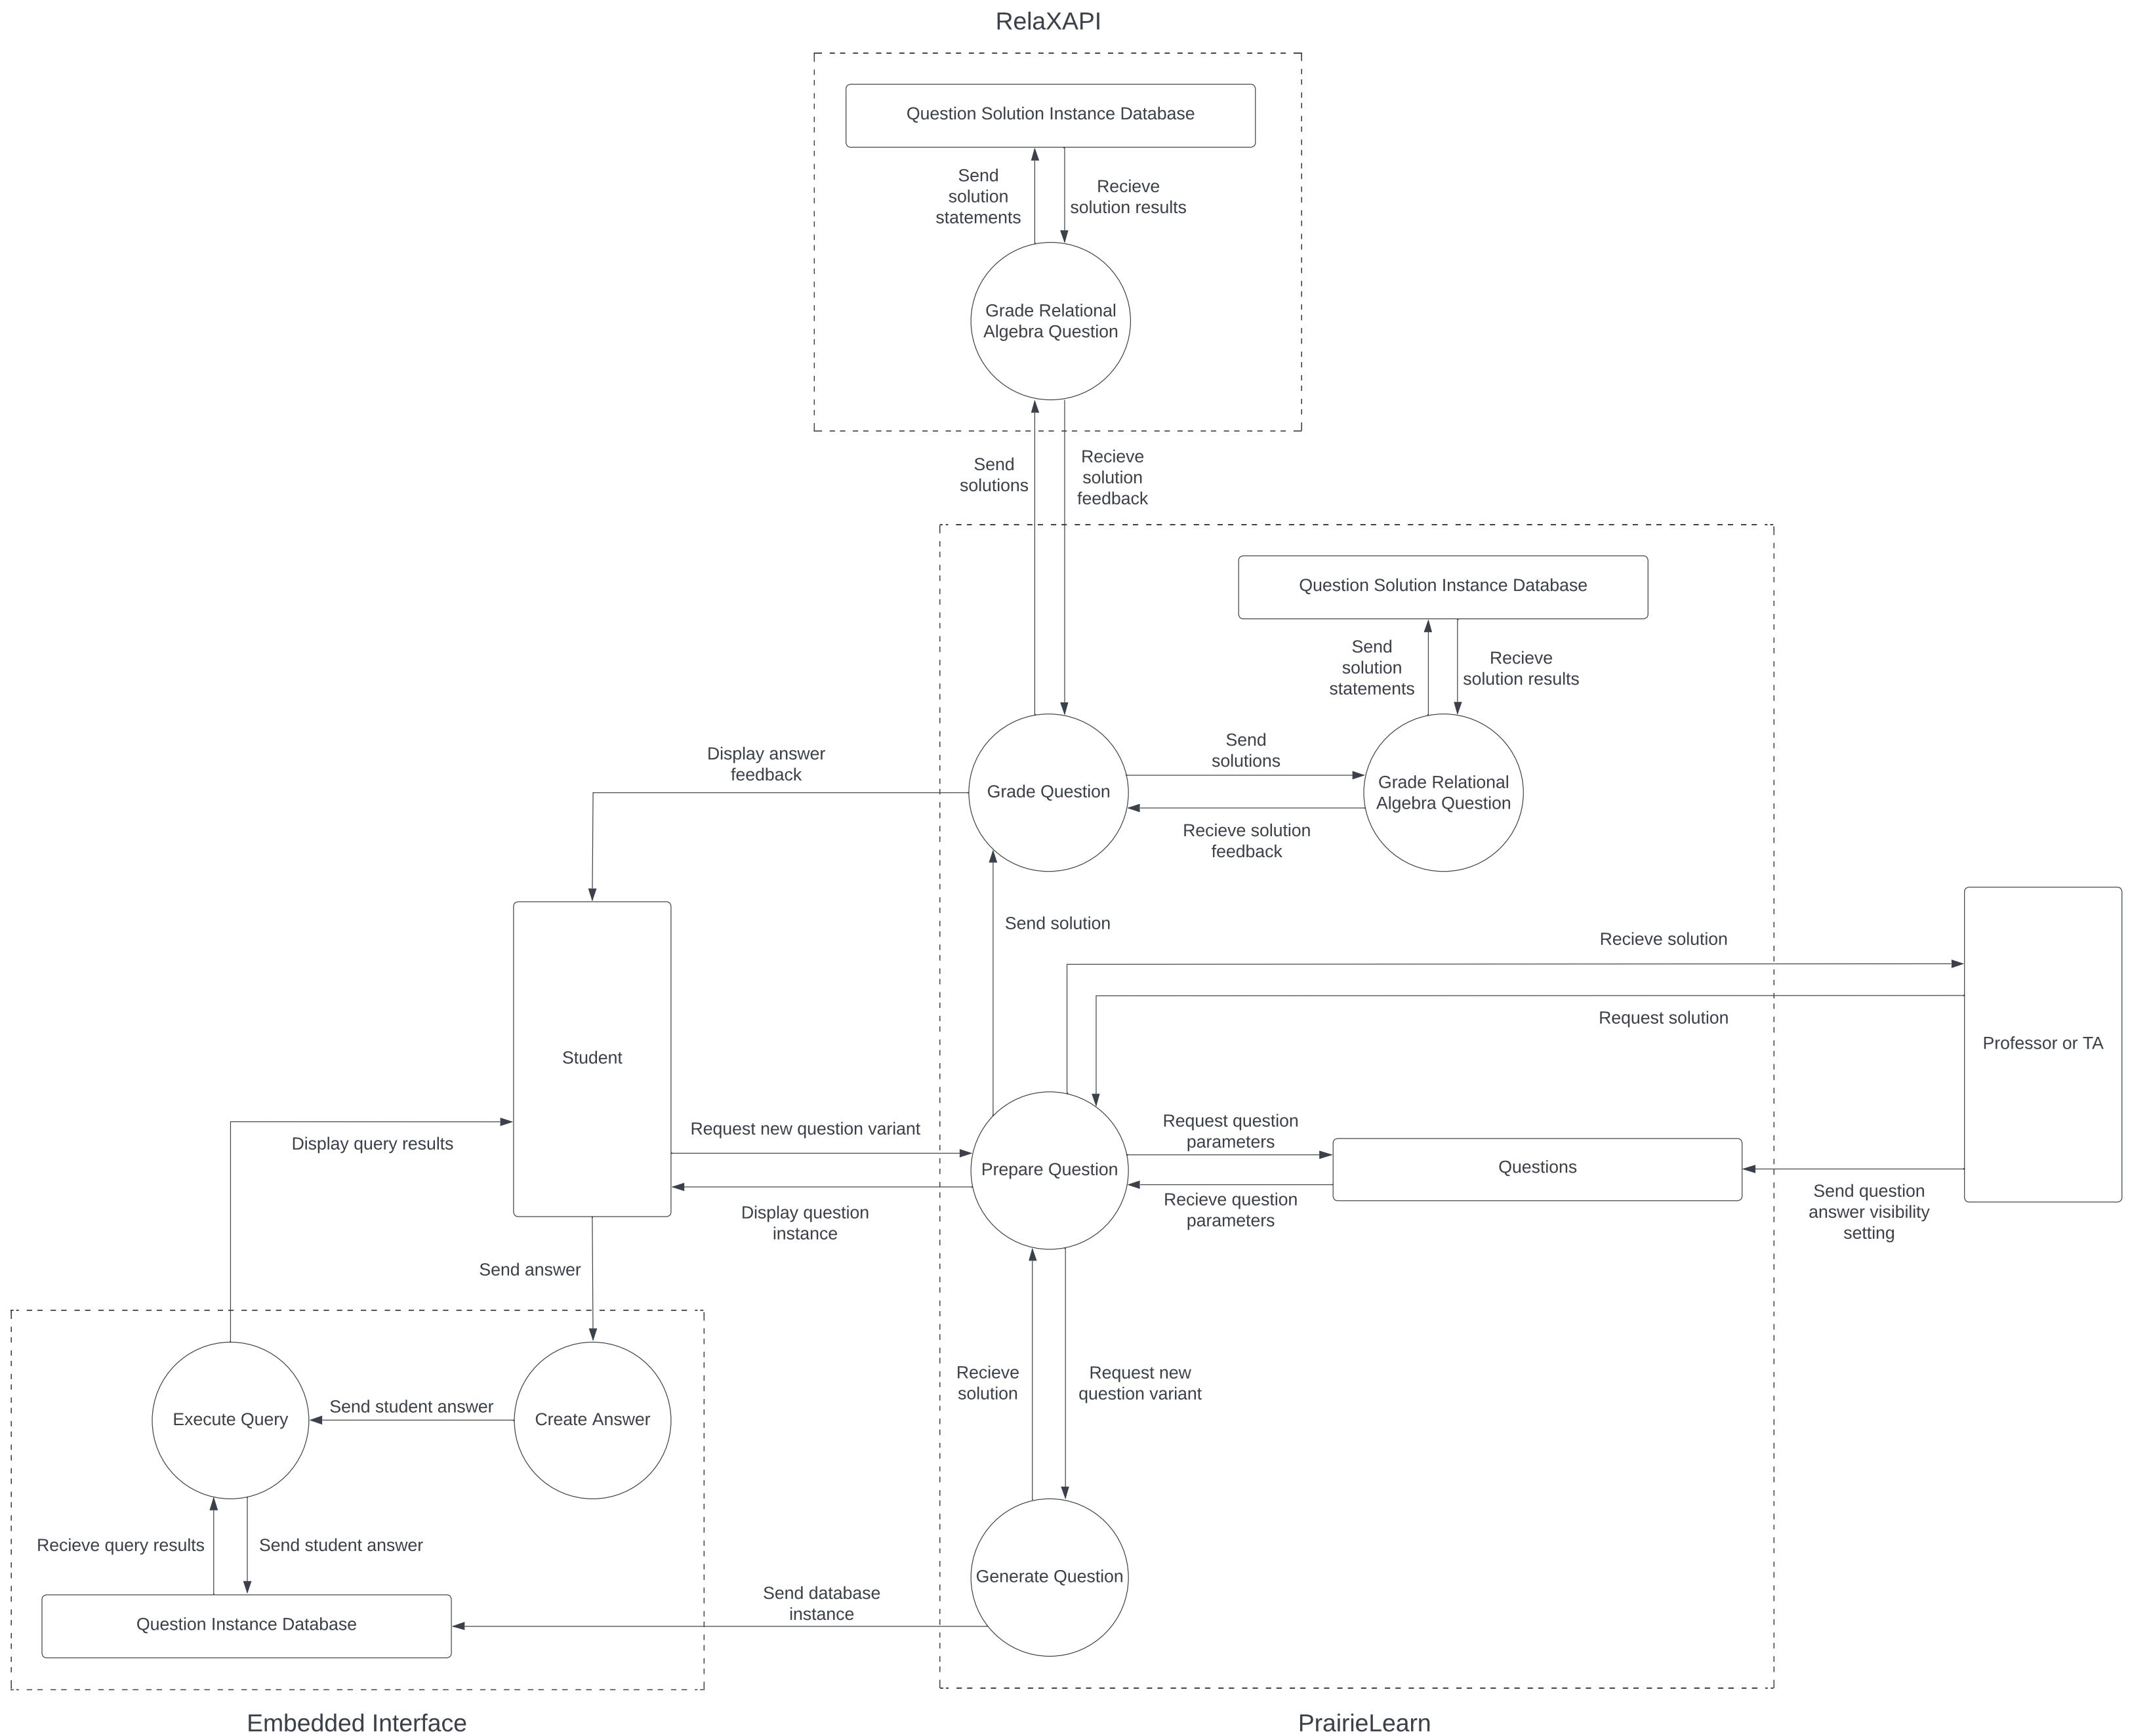 RelaXAPI
Question Solution Instance Database
Send
solution
statements
Recieve
solution results
Grade Relational
Algebra Question
Send
solutions
Recieve
solution
feedback
Question Solution Instance Database
Send
solution
statements
Recieve
solution results
Display answer
feedback
Grade Question
Send
solutions
Grade Relational
Algebra Question
Recieve solution
feedback
Send solution
Recieve solution
Request solution
Student
Professor or TA
Display query results
Request new question variant
Prepare Question
Request question
parameters
Questions
Display question
instance
Recieve question
parameters
Send question
answer visibility
setting
Send answer
Recieve
solution
Request new
question variant
Execute Query
Send student answer
Create Answer
Recieve query results
Send student answer
Generate Question
Send database
instance
Question Instance Database
Embedded Interface
PrairieLearn